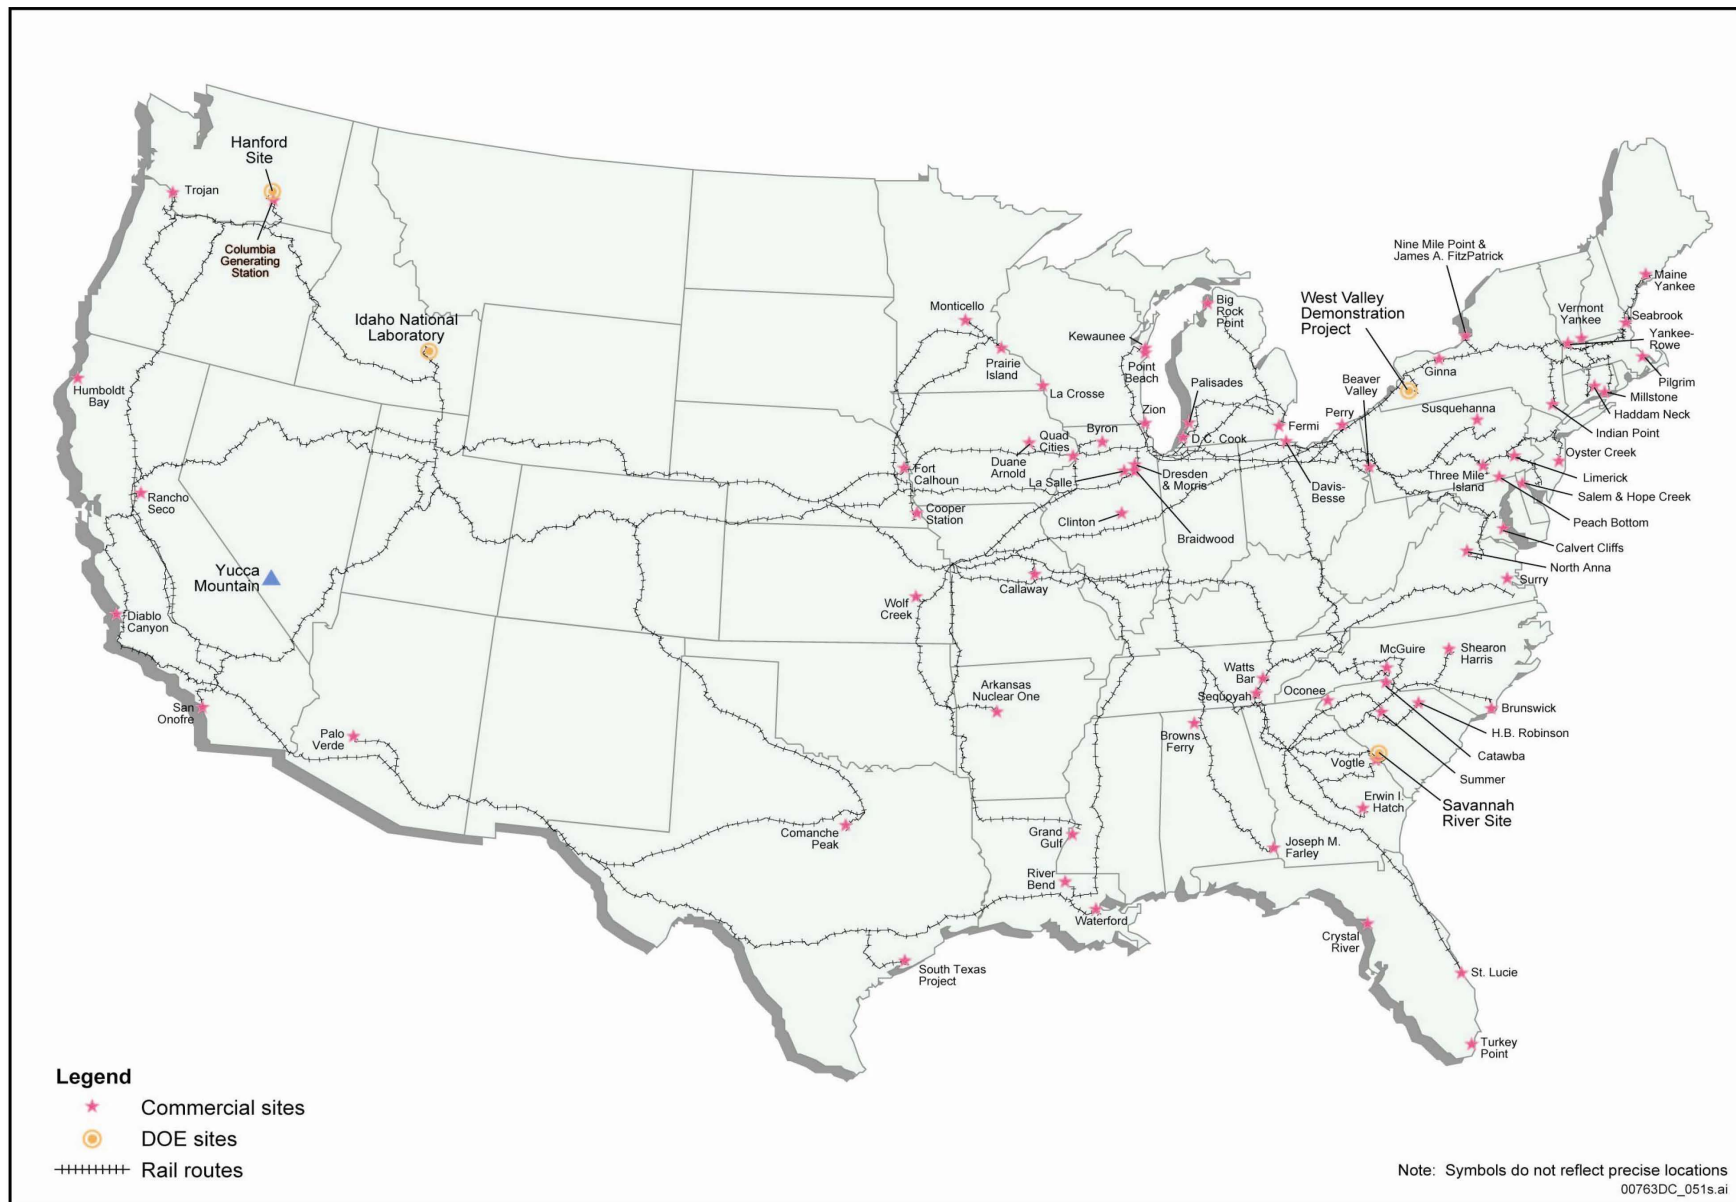 Hanford
Site
Trojan
Columbia
Generating
Station
Idaho National
Laboratory
Humboldt
Bay
Rancho
Seco
Yucca
Mountain
Diablo
Canyon
San
Onofre
Palo
Verde
Monticello
Prairie
Island
La Crosse
Kewaunee
Point
Beach
Big
Rock
Point
Palisades
Zion
D.C. Cook
Quad
Cities
Byron
Duane
Arnold
La Salle
Dresden
& Morris
Fort
Calhoun
Cooper
Station
Clinton
Braidwood
Wolf
Creek
Callaway
Arkansas
Nuclear One
Comanche
Peak
Grand
Gulf
River
Bend
Waterford
South Texas
Project
Nine Mile Point &
James A. FitzPatrick
West Valley
Demonstration
Project
Vermont
Yankee
Maine
Yankee
Seabrook
Yankee-
Rowe
Pilgrim
Millstone
Haddam Neck
Indian Point
Ginna
Beaver
Valley
Perry
Fermi
Davis-
Besse
Susquehanna
Oyster Creek
Three Mile
Island
Limerick
Salem & Hope Creek
Peach Bottom
Calvert Cliffs
North Anna
Surry
McGuire
Shearon
Harris
Watts
Bar
Sequoyah
Oconee
Browns
Ferry
Brunswick
H.B. Robinson
Catawba
Summer
Vogtle
Savannah
River Site
Erwin I.
Hatch
Joseph M.
Farley
Crystal
River
St. Lucie
Turkey
Point
Legend
Commercial sites
DOE sites
Rail routes
Note: Symbols do not reflect precise locations
00763DC_051s.ai